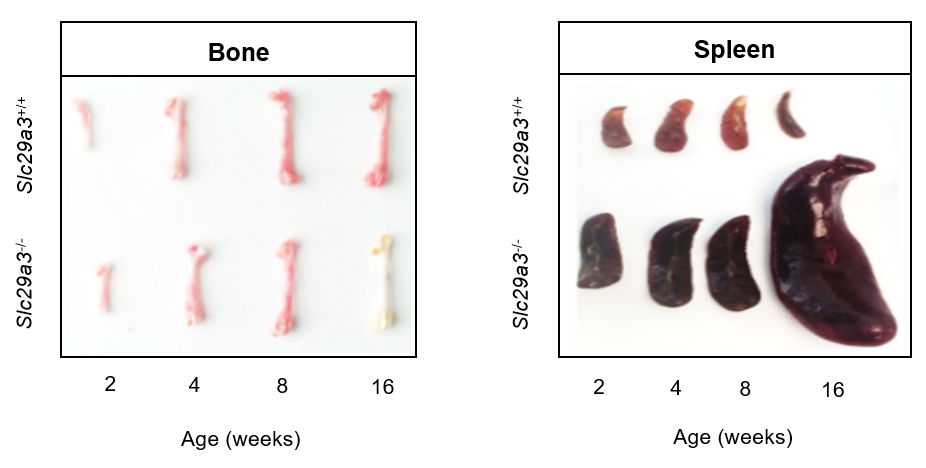 Bone
Slc29a3+/+
Slc29a3-/-
2 4 8 16
Age (weeks)
Spleen
Slc29a3+/+
Slc29a3-/-
2 4 8 16
Age (weeks)